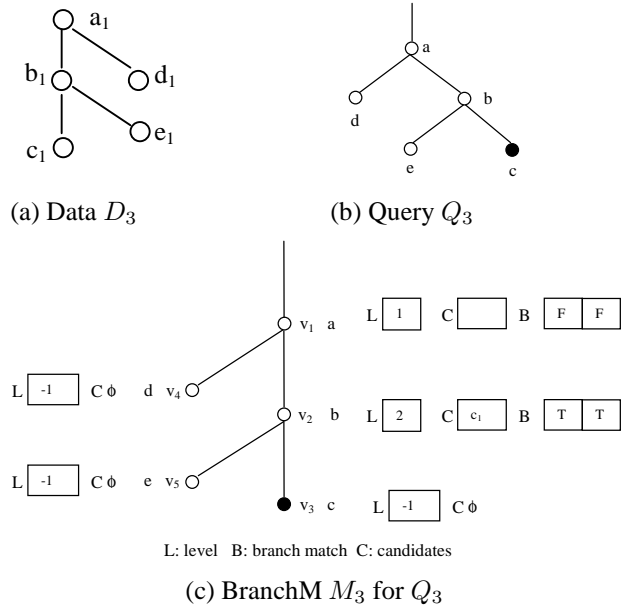 a1
b1
d1
c1
e1
(a) Data D3
a
d
b
e
c
(b) Query Q3
v1 a L 1 C B F F
L -1 C ϕ d v4
v2 b L 2 C c1 B T T
L -1 C ϕ e v5
v3 c L -1 C ϕ
L: level B: branch match C: candidates
(c) BranchM M3 for Q3